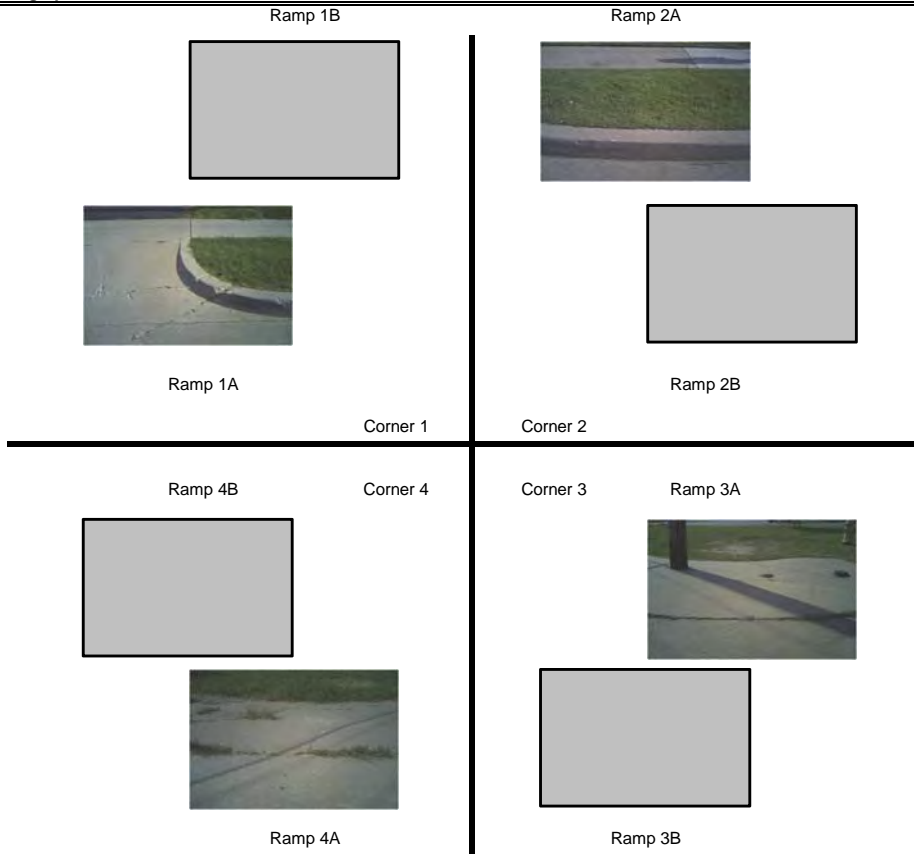 Ramp 1B
Ramp 2A
Ramp 1A
Ramp 2B
Corner 1
Corner 2
Ramp 4B
Corner 4
Corner 3
Ramp 3A
Ramp 4A
Ramp 3B